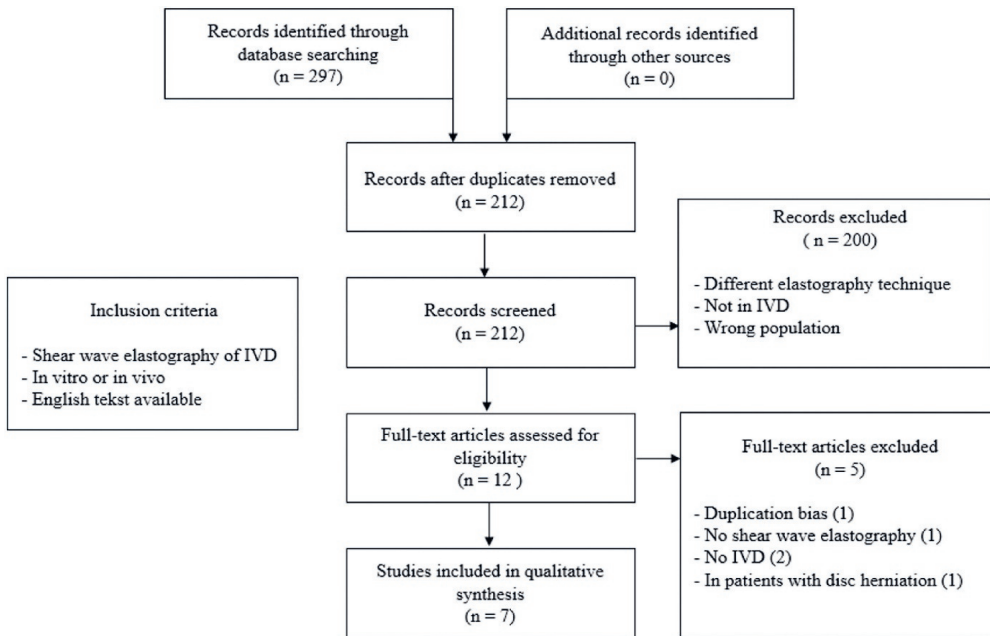 Records identified through
database searching
(n = 297)
Additional records identified
through other sources
(n = 0)
Records after duplicates removed
(n = 212)
Records excluded
( n = 200)
- Different elastography technique
- Not in IVD
- Wrong population
Inclusion criteria
- Shear wave elastography of IVD
- In vitro or in vivo
- English tekst available
Records screened
(n = 212)
Full-text articles assessed for
eligibility
(n = 12 )
Full-text articles excluded
(n = 5)
- Duplication bias (1)
- No shear wave elastography (1)
- No IVD (2)
- In patients with disc herniation (1)
Studies included in qualitative
synthesis
(n = 7)